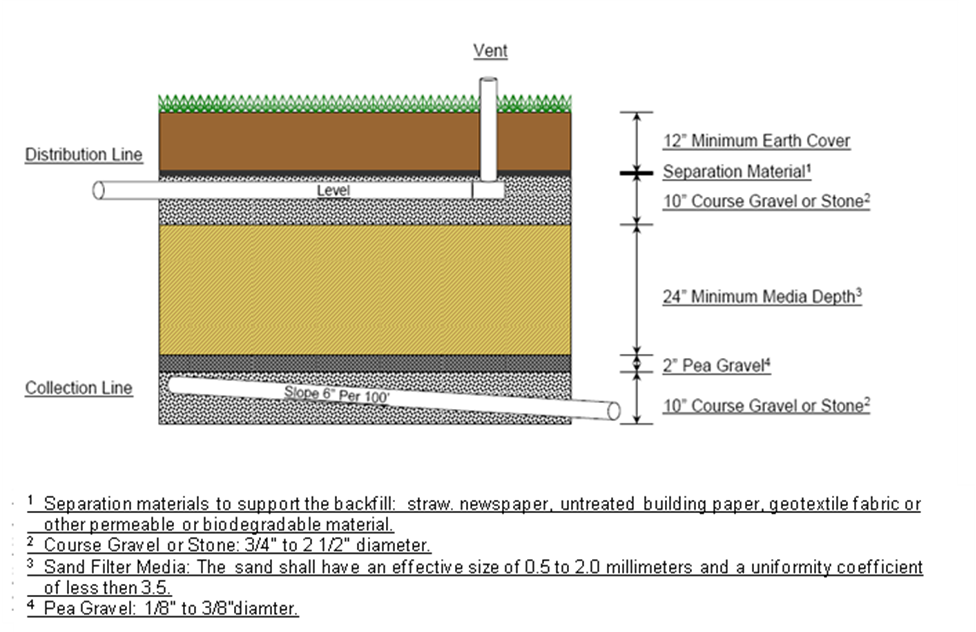 Vent
12” Minimum Earth Cover
Distribution Line
Separation Material1
Level
10” Course Gravel or Stone2
24” Minimum Media Depth3
2” Pea Gravel4
Collection Line
Slope 6” Per 100’
10” Course Gravel or Stone2
1 Separation materials to support the backfill: straw. newspaper, untreated building paper, geotextile fabric or
other permeable or biodegradable material.
2 Course Gravel or Stone: 3/4" to 2 1/2" diameter.
3 Sand Filter Media: The sand shall have an effective size of 0.5 to 2.0 millimeters and a uniformity coefficient
of less then 3.5.
4 Pea Gravel: 1/8" to 3/8"diamter.